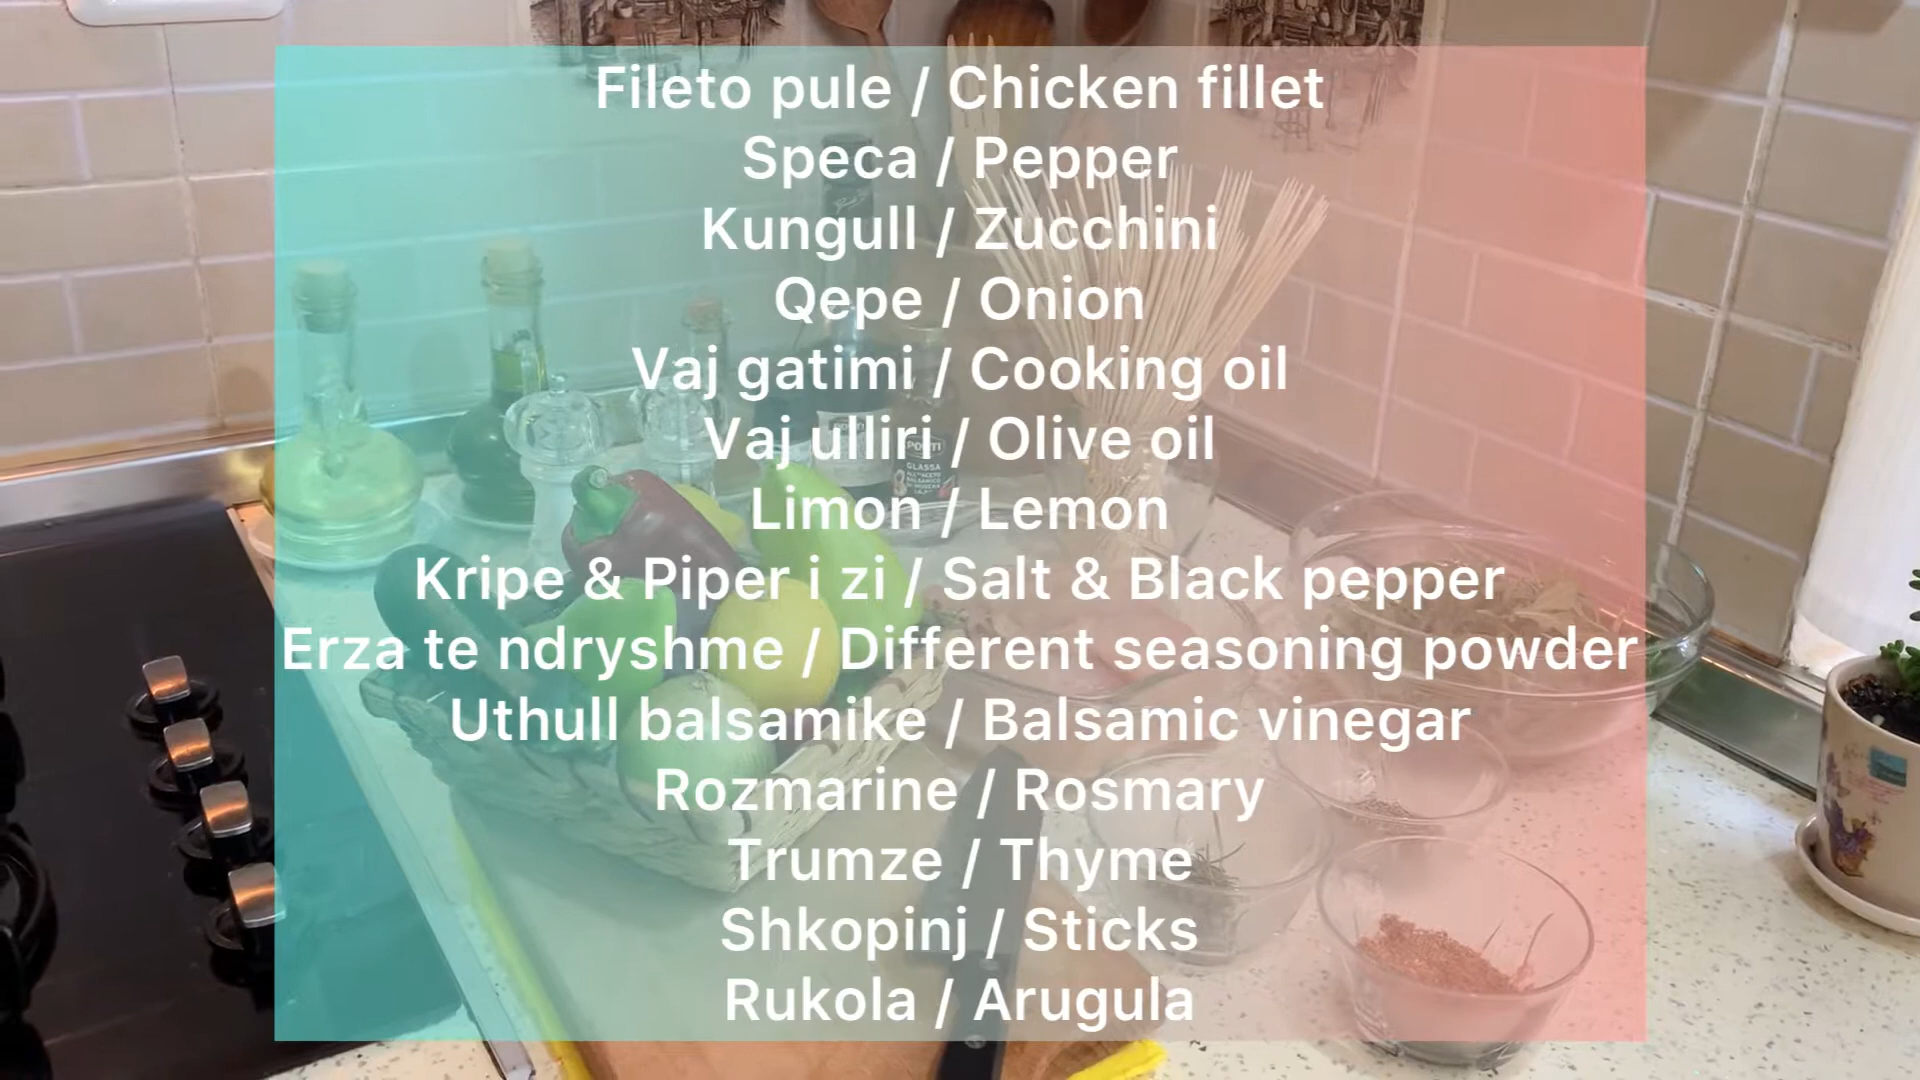 Fileto pule / Chicken fillet
Speca / Pepper
Kungull / Zucchini
Qepe / Onion
Vaj gatimi / Cooking oil
Vaj ulliri / Olive oil
Limon / Lemon
Kripe & Piper i zi / Salt & Black pepper
Erza te ndryshme / Different seasoning powder
Uthull balsamike / Balsamic vinegar
Rozmarine / Rosmary
Trumze / Thyme
Shkopinj / Sticks
Rukola / Arugula
PONTI
GLASSA